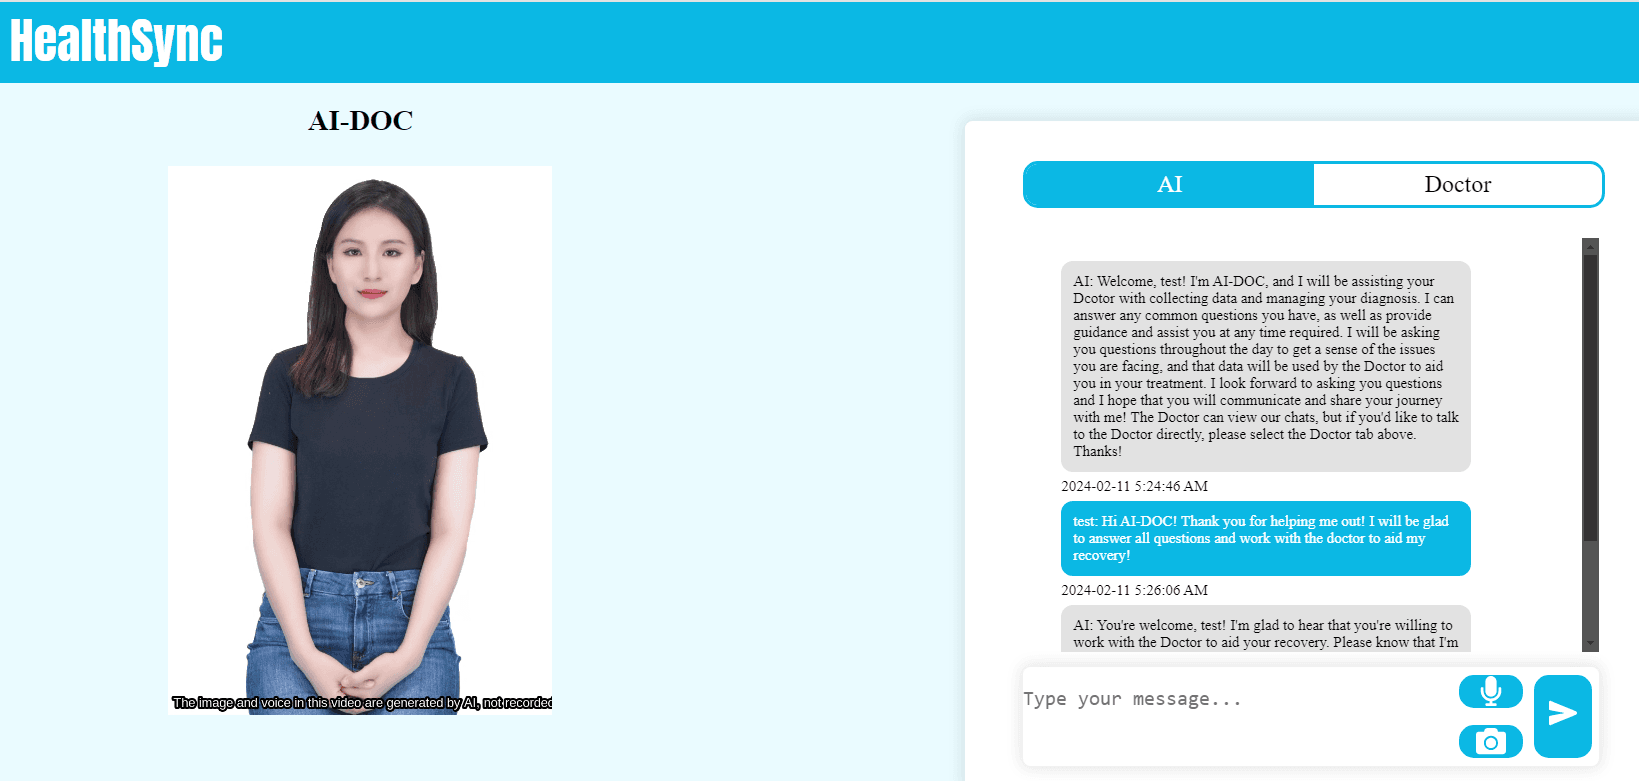 HealthSync
AI-DOC
The image and voice in this video are generated by AI, not recorded
AI
Doctor
AI: Welcome, test! I'm AI-DOC, and I will be assisting your
Dcotor with collecting data and managing your diagnosis. I can
answer any common questions you have, as well as provide
guidance and assist you at any time required. I will be asking
you questions throughout the day to get a sense of the issues
you are facing, and that data will be used by the Doctor to aid
you in your treatment. I look forward to asking you questions
and I hope that you will communicate and share your journey
with me! The Doctor can view our chats, but if you'd like to talk
to the Doctor directly, please select the Doctor tab above.
Thanks!
2024-02-11 5:24:46 AM
test: Hi AI-DOC! Thank you for helping me out! I will be glad
to answer all questions and work with the doctor to aid my
recovery!
2024-02-11 5:26:06 AM
AI: You're welcome, test! I'm glad to hear that you're willing to
work with the Doctor to aid your recovery. Please know that I'm
Type your message...